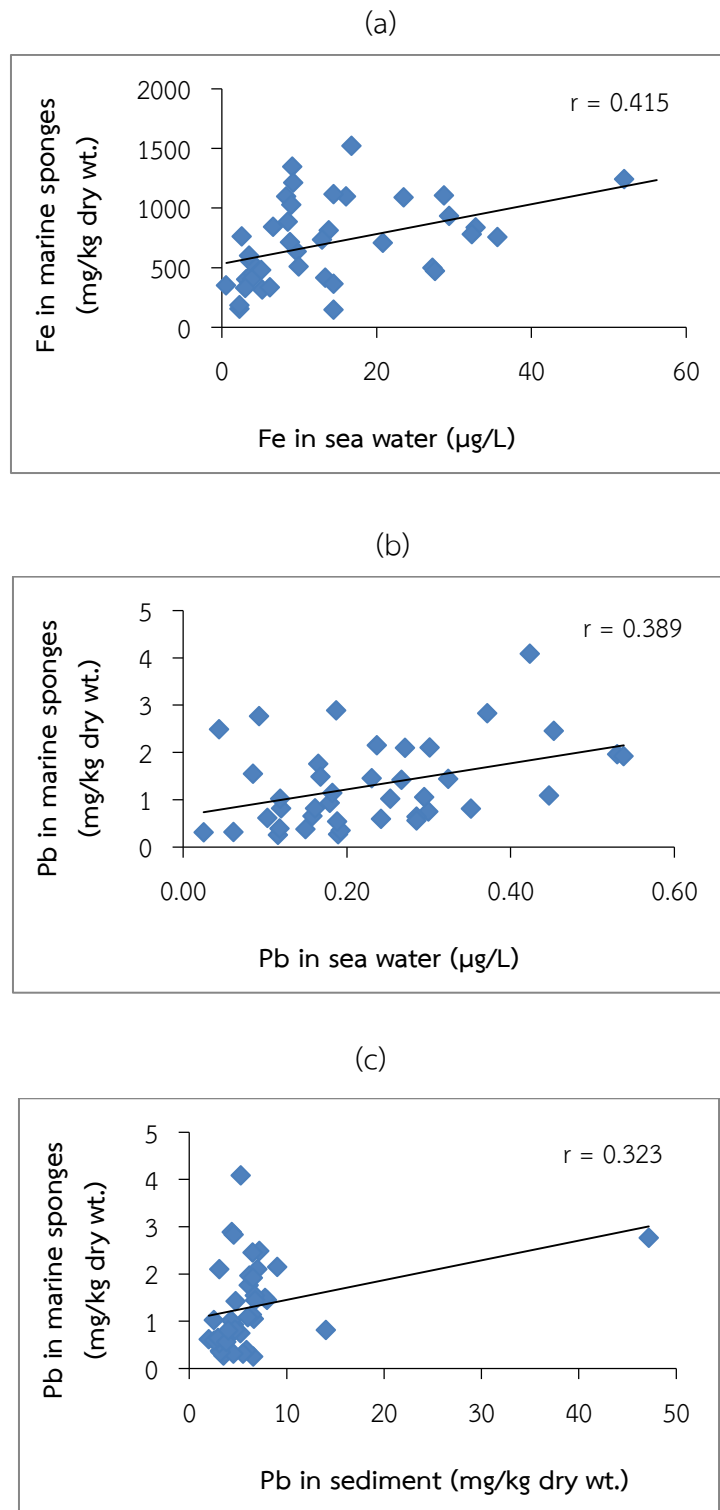 (a)
Fe in marine sponges
(mg/kg dry wt.)
2000
1500
1000
500
0
r = 0.415
0 20 40 60
Fe in sea water (µg/L)
(b)
Pb in marine sponges
(mg/kg dry wt.)
5
4
3
2
1
0
r = 0.389
0.00 0.20 0.40 0.60
Pb in sea water (µg/L)
(c)
Pb in marine sponges
(mg/kg dry wt.)
5
4
3
2
1
0
r = 0.323
0 10 20 30 40 50
Pb in sediment (mg/kg dry wt.)